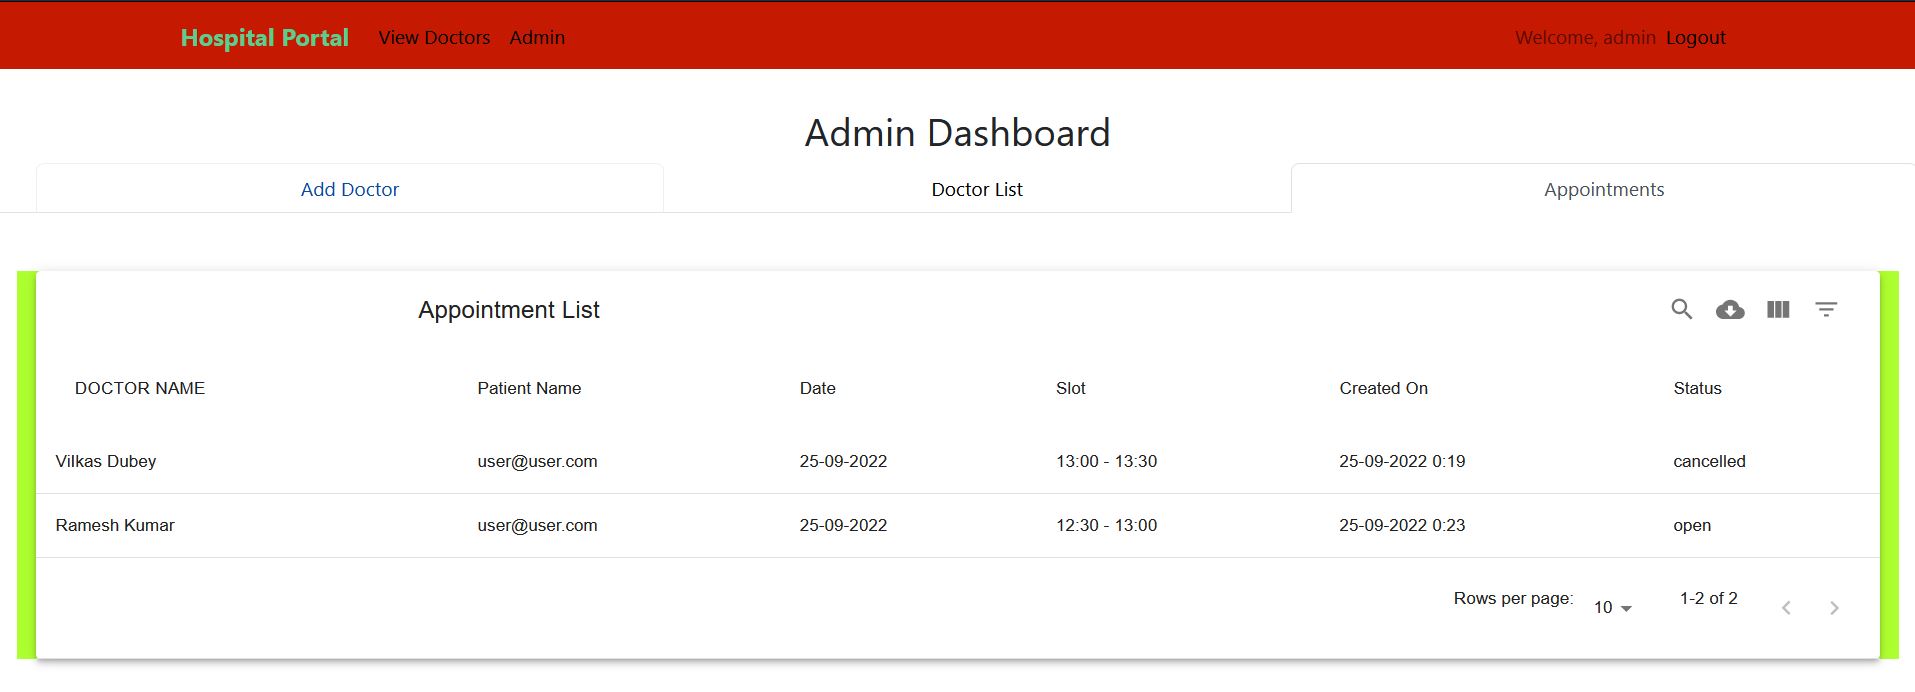 Hospital Portal View Doctors Admin Welcome, admin Logout
Admin Dashboard
Add Doctor Doctor List Appointments
Appointment List
DOCTOR NAME Patient Name Date Slot Created On Status
Vilkas Dubey user@user.com 25-09-2022 13:00 - 13:30 25-09-2022 0:19 cancelled
Ramesh Kumar user@user.com 25-09-2022 12:30 - 13:00 25-09-2022 0:23 open
Rows per page: 10 1-2 of 2